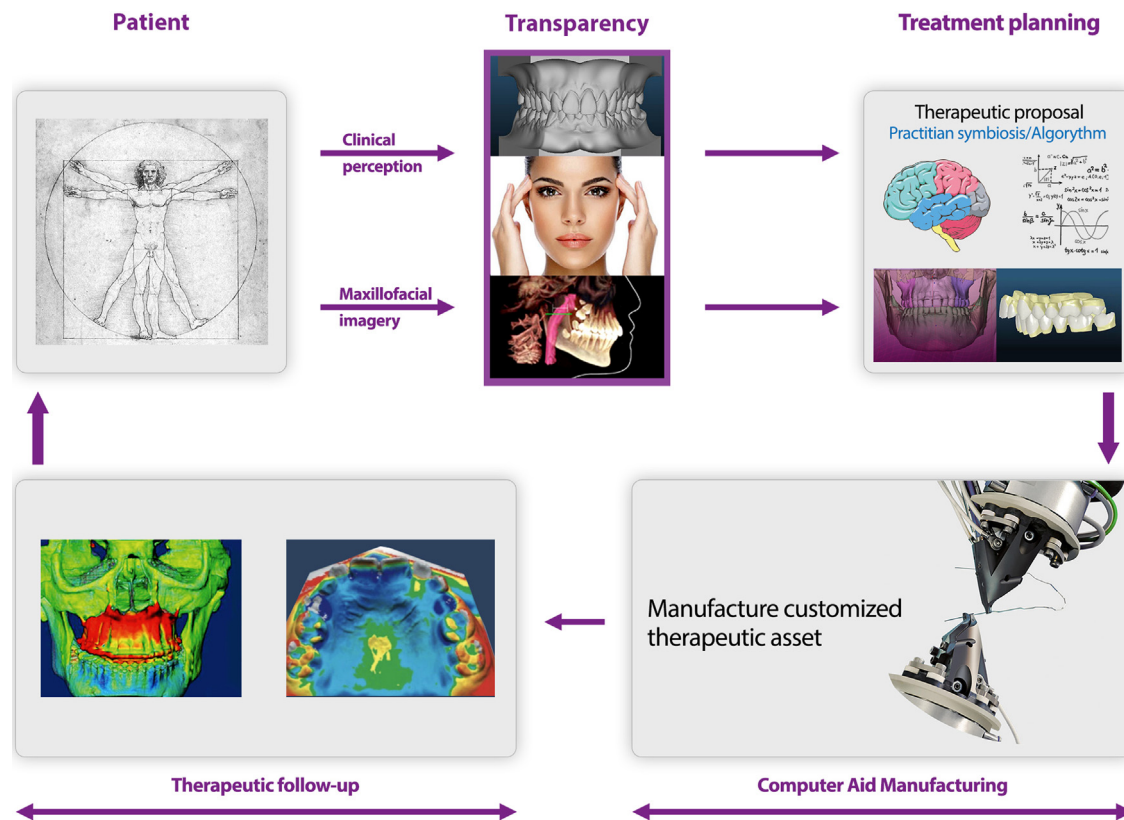 Patient
Transparency
Treatment planning
Clinical
perception
Maxillofacial
imagery
Therapeutic proposal
Practitian symbiosis/Algorythm
Manufacture customized
therapeutic asset
Therapeutic follow-up
Computer Aid Manufacturing